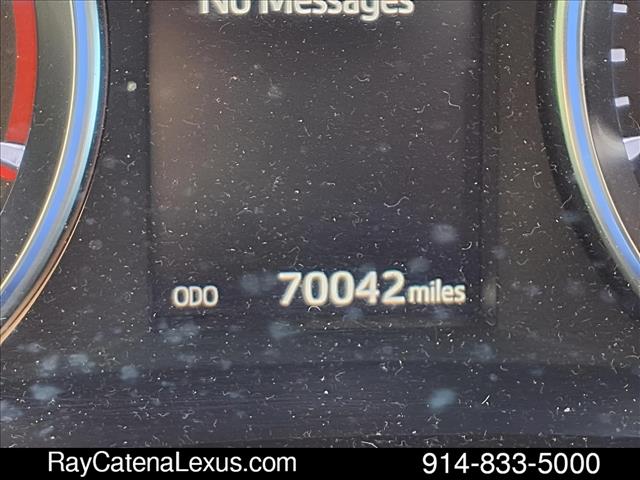 No Messages
ODO 70042 miles
RayCatenaLexus.com 914-833-5000